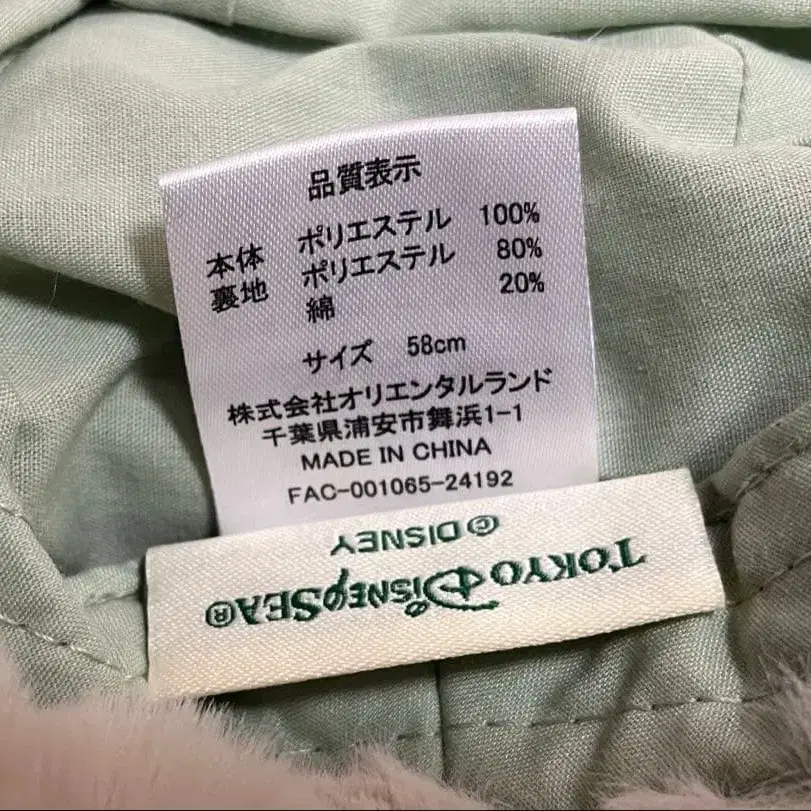 品質表示
本体 ポリエステル 100%
裏地 ポリエステル 80%
綿 20%
サイズ 58cm
株式会社オリエンタルランド
千葉県浦安市舞浜1-1
MADE IN CHINA
FAC-001065-24192
TOKYO DISNEYSEA®
© DISNEY